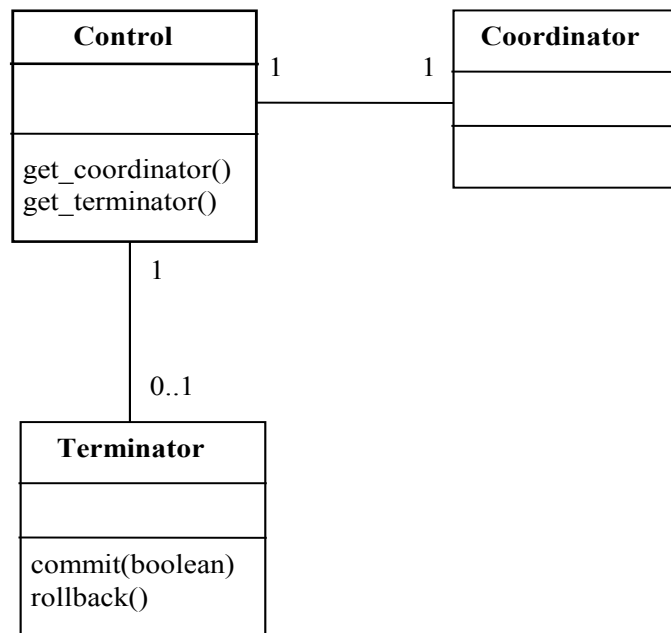 Control
Coordinator
1
1
get_coordinator()
get_terminator()
1
0..1
Terminator
commit(boolean)
rollback()